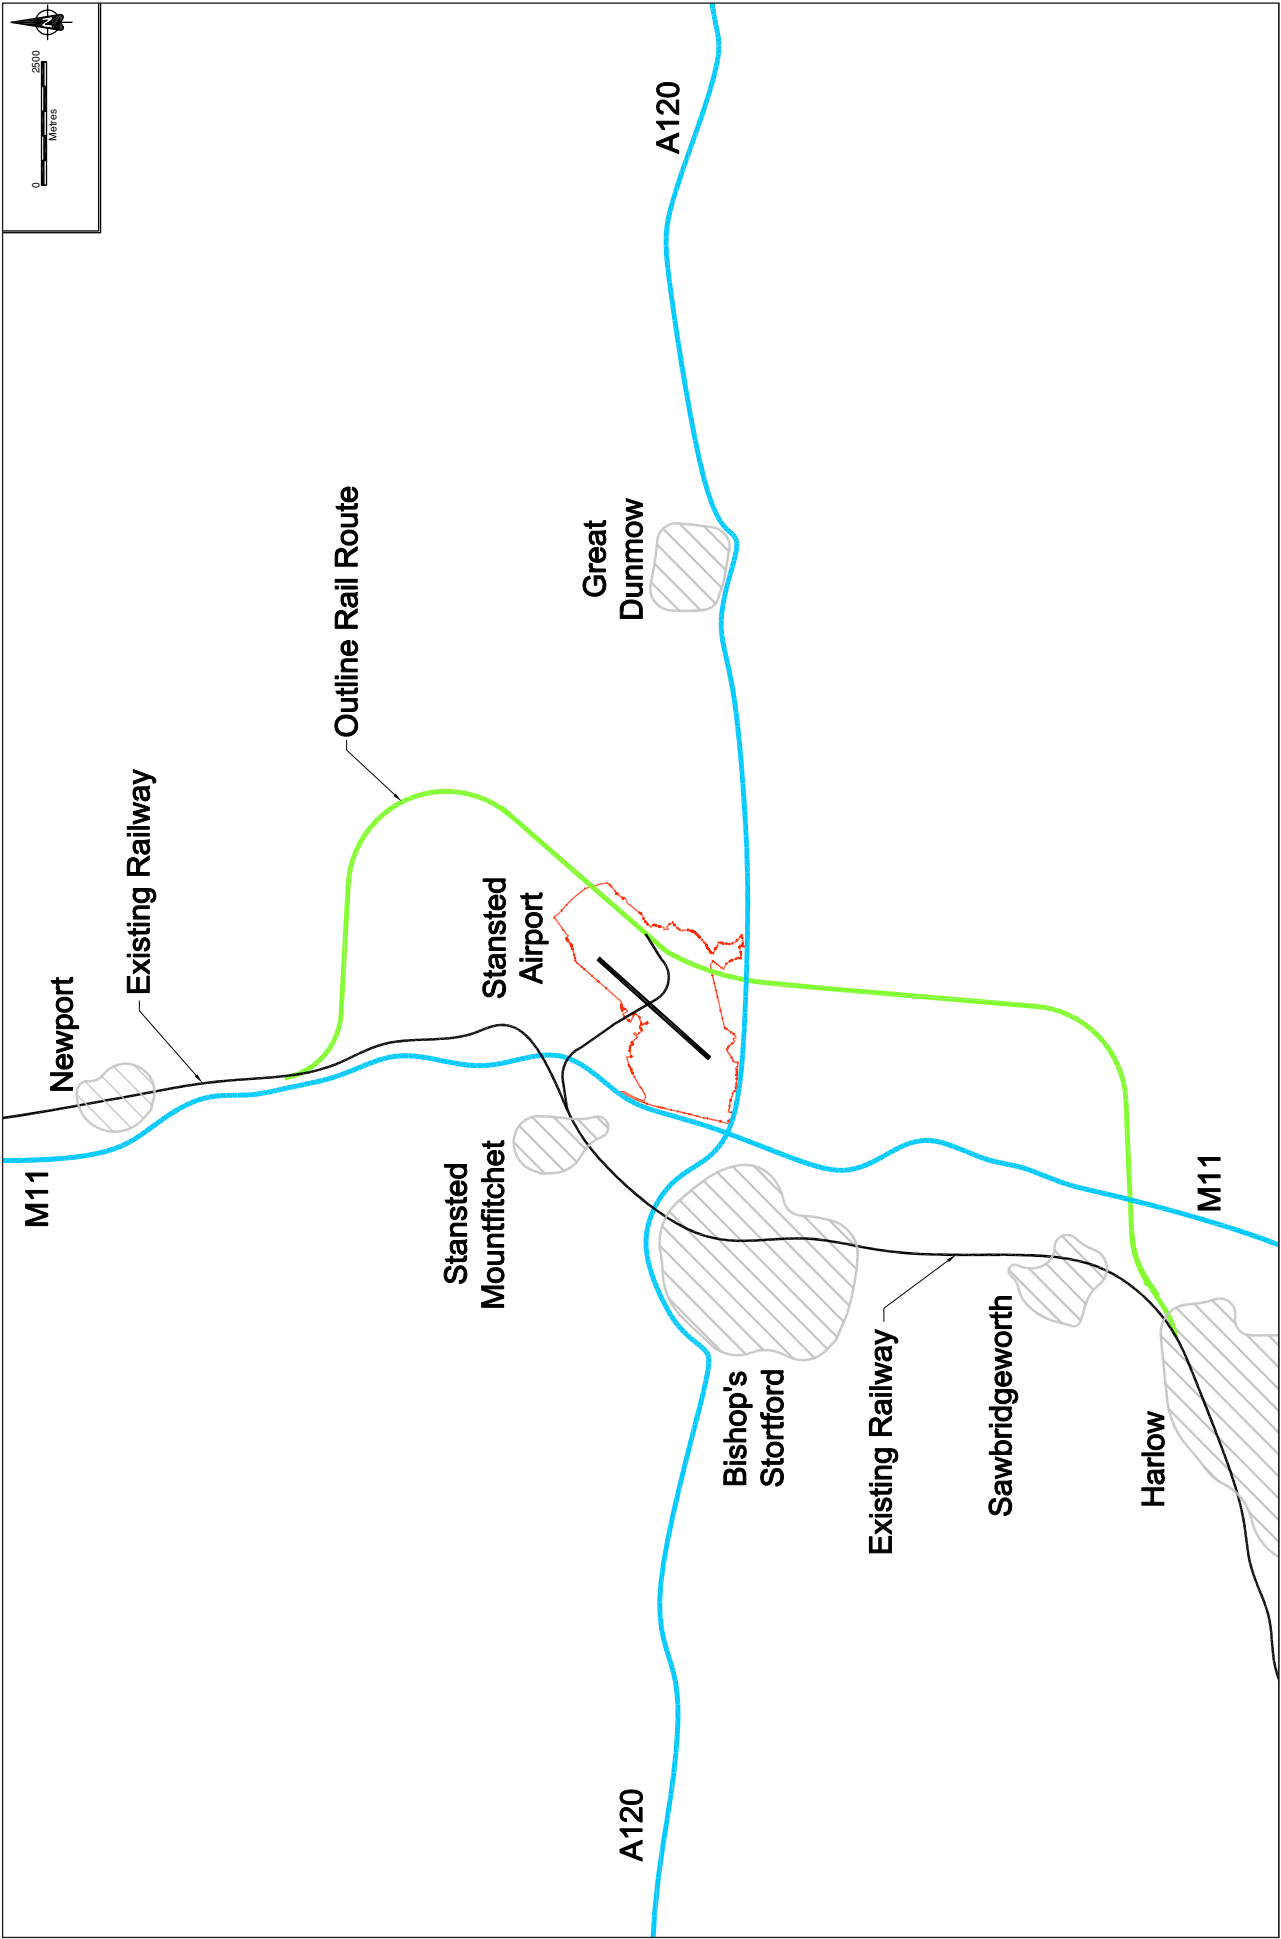 M11
0 2500
Metres
N
Newport
Existing Railway
Outline Rail Route
Stansted
Mountfitchet
Stansted
Airport
Great
Dunmow
A120
A120
Bishop's
Stortford
Existing Railway
Sawbridgeworth
Harlow
M11